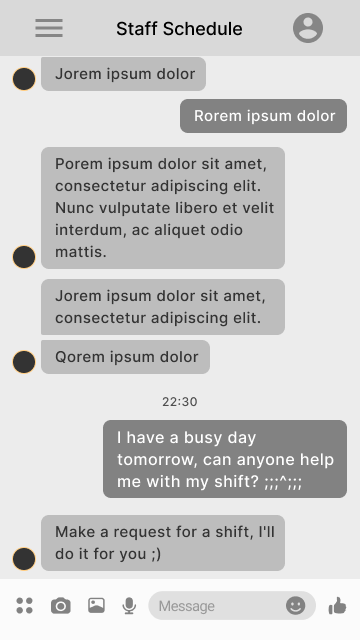 Staff Schedule
Jorem ipsum dolor
Rorem ipsum dolor
Porem ipsum dolor sit amet,
consectetur adipiscing elit.
Nunc vulputate libero et velit
interdum, ac aliquet odio
mattis.
Jorem ipsum dolor sit amet,
consectetur adipiscing elit.
Qorem ipsum dolor
22:30
I have a busy day
tomorrow, can anyone help
me with my shift? ;;;^;;;
Make a request for a shift, I'll
do it for you ;)
Message